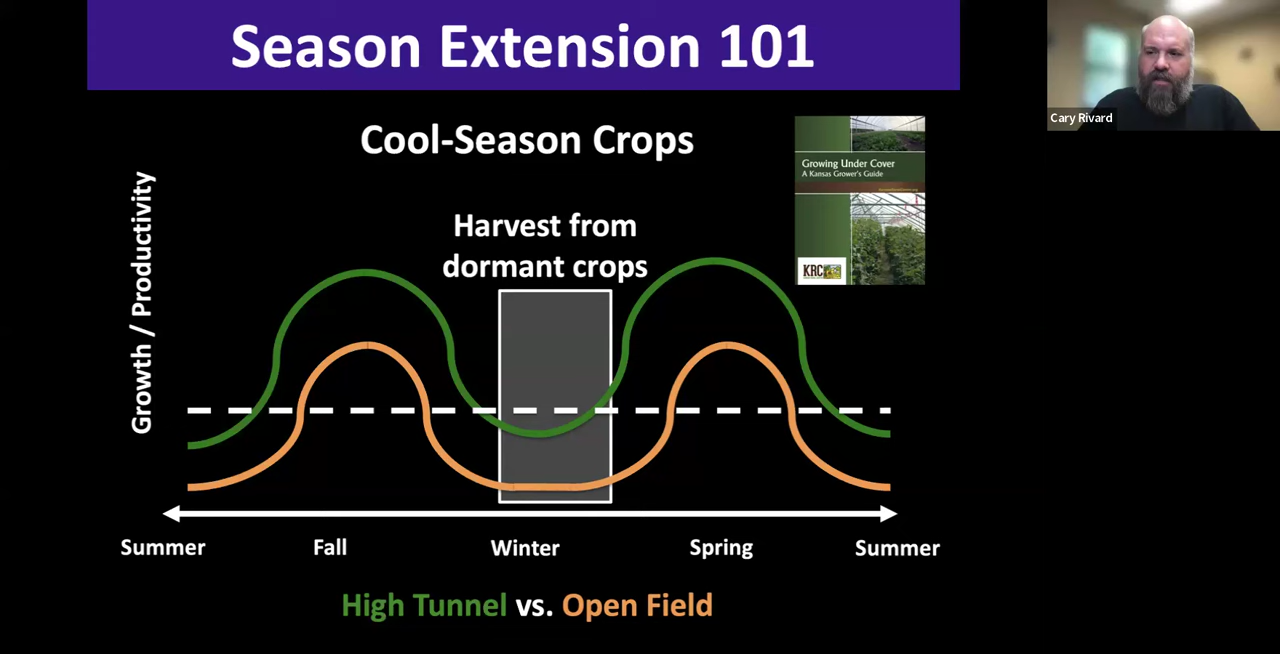 Season Extension 101
Cary Rivard
Cool-Season Crops
Growing Under Cover
A Kansas Grower's Guide
KRC
Growth / Productivity
Harvest from
dormant crops
Summer Fall Winter Spring Summer
High Tunnel vs. Open Field